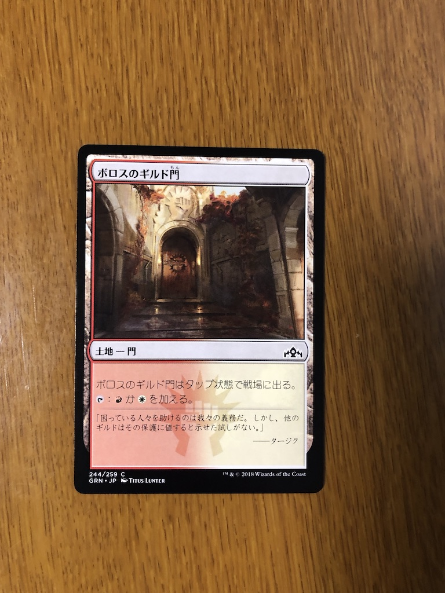 ボロスのギルド門
もん
土地 — 門
ボロスのギルド門はタップ状態で戦場に出る。
：か を加える。
「困っている人々を助けるのは我々の義務だ。しかし、他の
ギルドはその保護に値すると示せた試しがない。」
――タージク
244/259 C
GRN • JP Titus Lunter
™ & © 2018 Wizards of the Coast